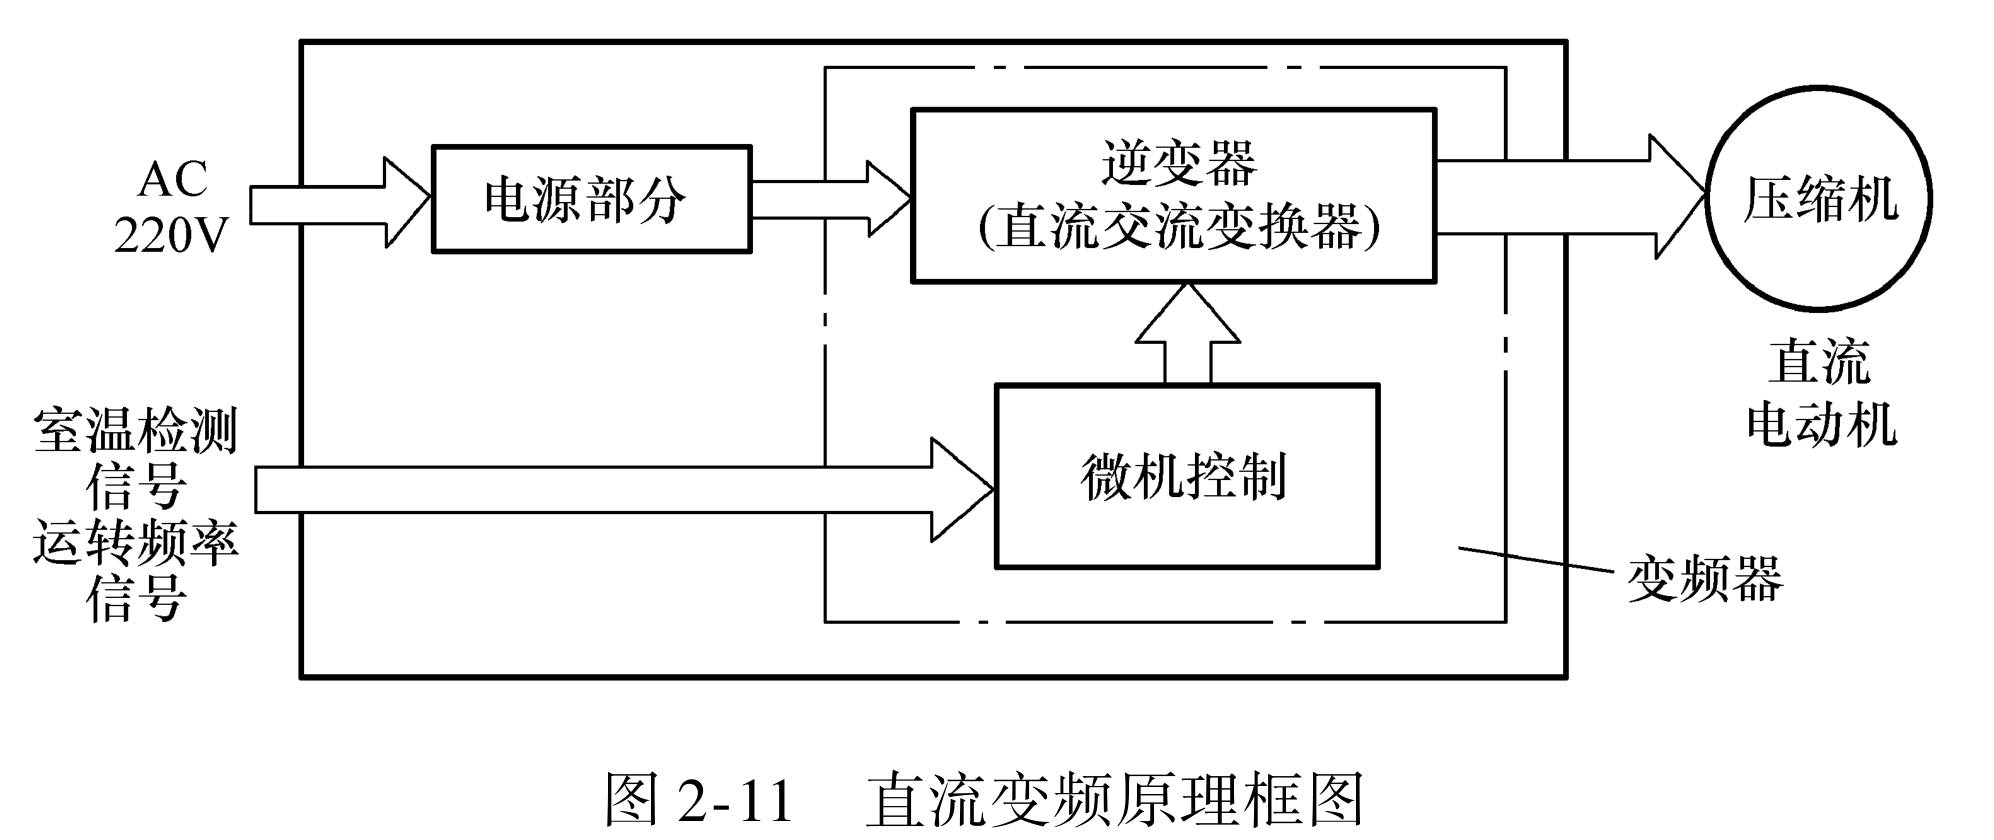 AC
220V
电源部分
逆变器
(直流交流变换器)
压缩机
直流
电动机
室温检测
信号
运转频率
信号
微机控制
变频器
图 2-11 直流变频原理框图